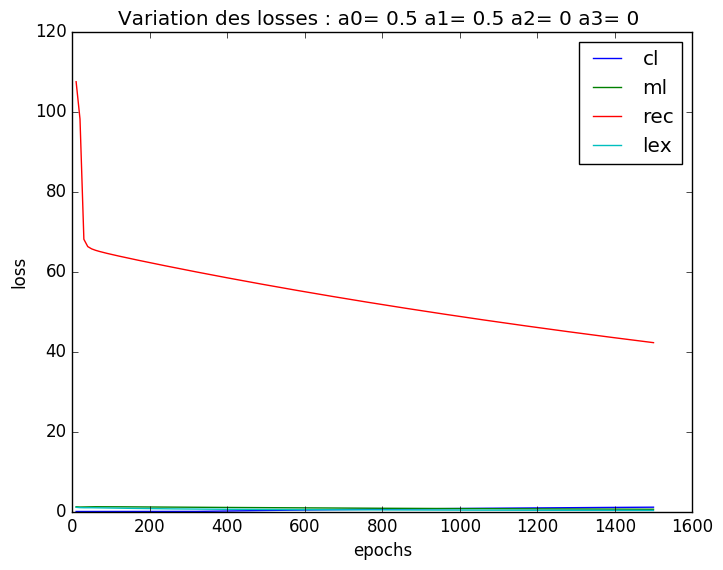 Variation des losses : a0= 0.5 a1= 0.5 a2= 0 a3= 0
120
100
80
60
40
20
0
loss
cl
ml
rec
lex
0 200 400 600 800 1000 1200 1400 1600
epochs